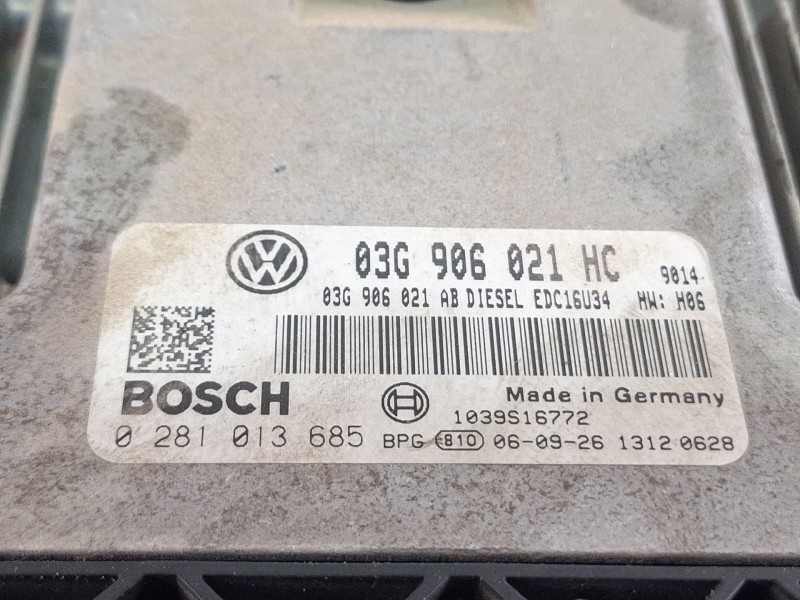 03G 906 021 HC 9014
03G 906 021 AB DIESEL EDC16U34 HW: H06
BOSCH Made in Germany
1039S16772
0 281 013 685 BPG 810 06-09-26 1312 0628